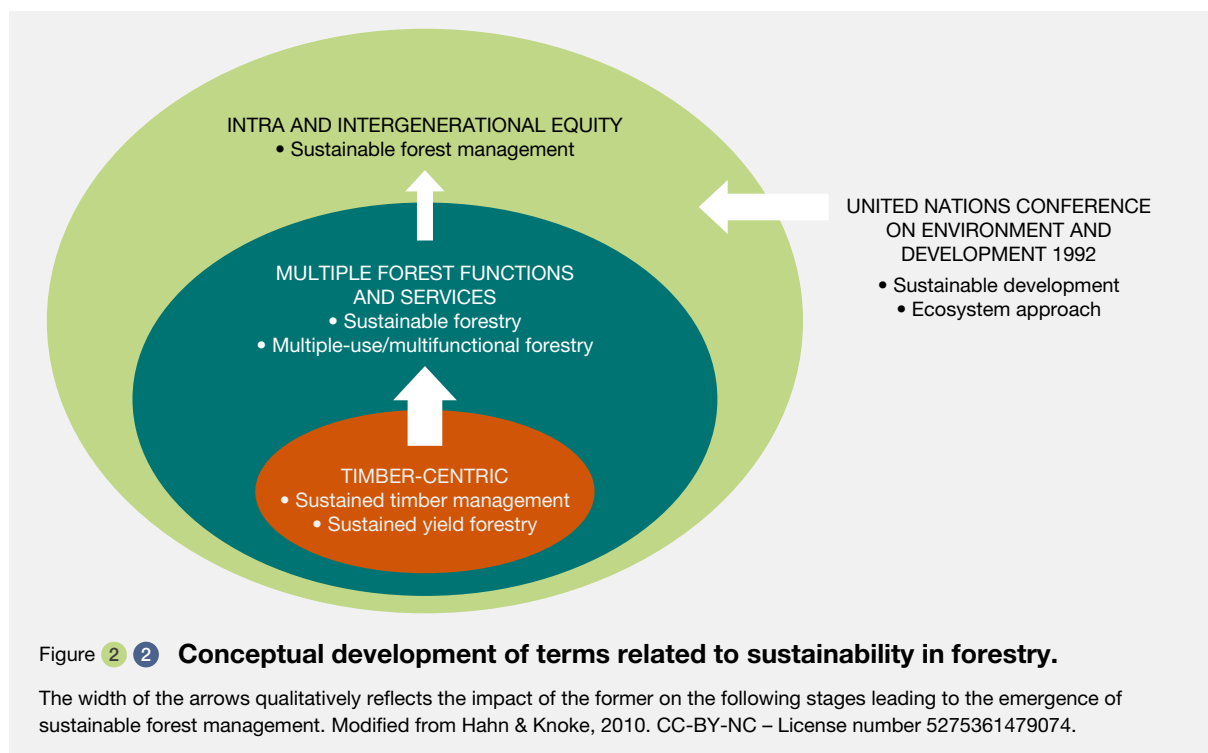 INTRA AND INTERGENERATIONAL EQUITY
• Sustainable forest management
MULTIPLE FOREST FUNCTIONS
AND SERVICES
• Sustainable forestry
• Multiple-use/multifunctional forestry
TIMBER-CENTRIC
• Sustained timber management
• Sustained yield forestry
UNITED NATIONS CONFERENCE
ON ENVIRONMENT AND
DEVELOPMENT 1992
• Sustainable development
• Ecosystem approach
Figure 2 2 Conceptual development of terms related to sustainability in forestry.
The width of the arrows qualitatively reflects the impact of the former on the following stages leading to the emergence of
sustainable forest management. Modified from Hahn & Knoke, 2010. CC-BY-NC – License number 5275361479074.